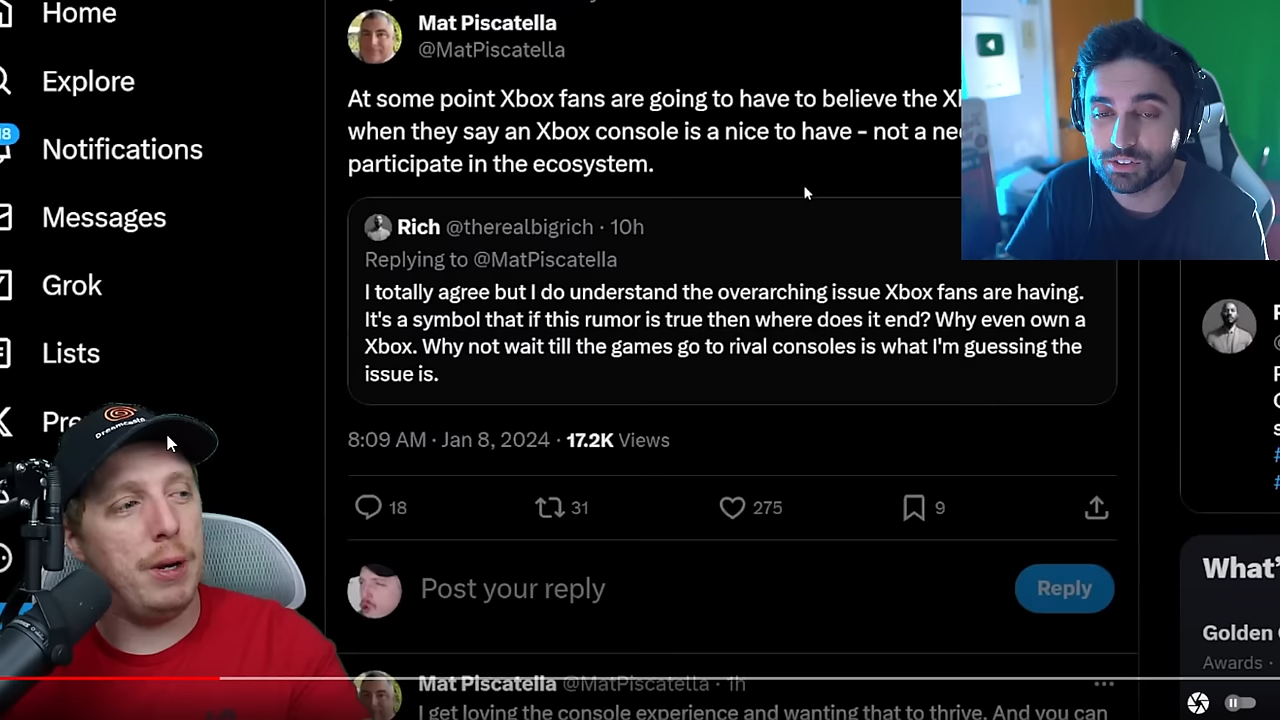 Home
Explore
18
Notifications
Messages
Grok
Lists
Dreamcast
Mat Piscatella
@MatPiscatella
At some point Xbox fans are going to have to believe the
when they say an Xbox console is a nice to have - not a
participate in the ecosystem.
Rich @therealbigrich · 10h
Replying to @MatPiscatella
I totally agree but I do understand the overarching issue Xbox fans are having.
It's a symbol that if this rumor is true then where does it end? Why even own a
Xbox. Why not wait till the games go to rival consoles is what I'm guessing the
issue is.
8:09 AM · Jan 8, 2024 · 17.2K Views
18 31 275 9
Post your reply
Reply
Mat Piscatella @MatPiscatella · 1h
I get loving the console experience and wanting that to thrive. And you can
What'
Golden
Awards ·